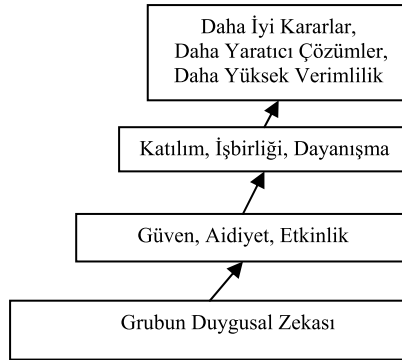 Daha İyi Kararlar,
Daha Yaratıcı Çözümler,
Daha Yüksek Verimlilik
Katılım, İşbirliği, Dayanışma
Güven, Aidiyet, Etkinlik
Grubun Duygusal Zekası